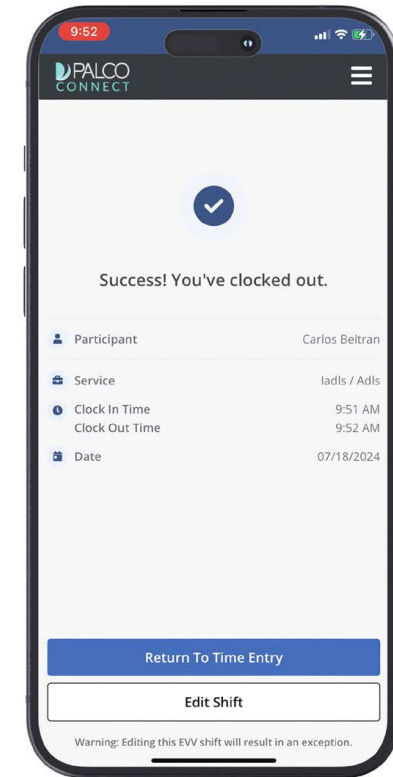 9:52
PALCO
CONNECT
Success! You've clocked out.
Participant Carlos Beltran
Service Iadls / Adls
Clock In Time 9:51 AM
Clock Out Time 9:52 AM
Date 07/18/2024
Return To Time Entry
Edit Shift
Warning: Editing this EVV shift will result in an exception.